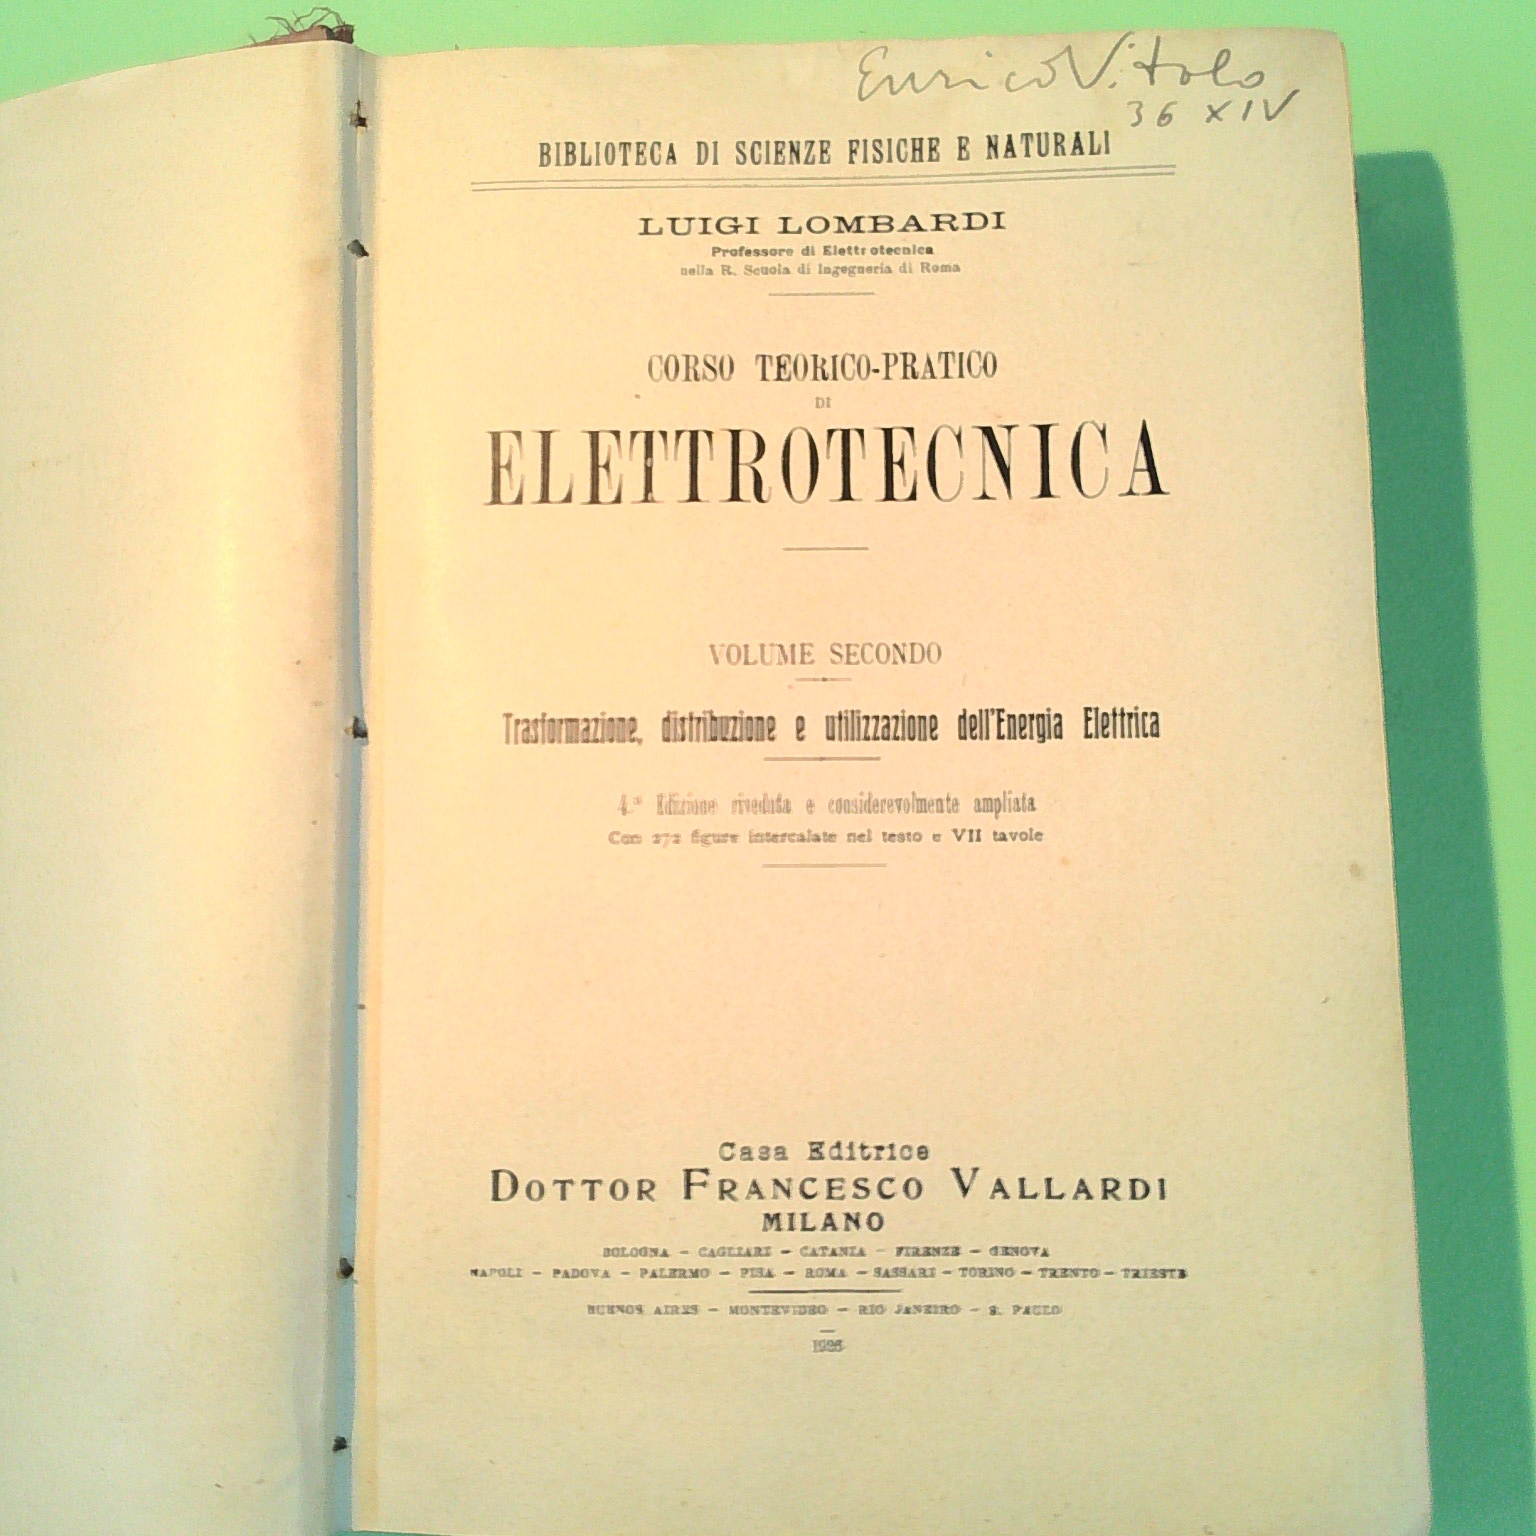 Enrico Vitolo
36 XIV
BIBLIOTECA DI SCIENZE FISICHE E NATURALI
LUIGI LOMBARDI
Professore di Elettrotecnica
nella R. Scuola di Ingegneria di Roma
CORSO TEORICO-PRATICO
DI
ELETTROTECNICA
VOLUME SECONDO
Trasformazione, distribuzione e utilizzazione dell'Energia Elettrica
4.ª Edizione riveduta e considerevolmente ampliata
Con 272 figure intercalate nel testo e VII tavole
Casa Editrice
DOTTOR FRANCESCO VALLARDI
MILANO
BOLOGNA - CAGLIARI - CATANIA - FIRENZE - GENOVA
NAPOLI - PADOVA - PALERMO - PISA - ROMA - SASSARI - TORINO - TRENTO - TRIESTE
BUENOS AIRES - MONTEVIDEO - RIO JANEIRO - S. PAULO
1926